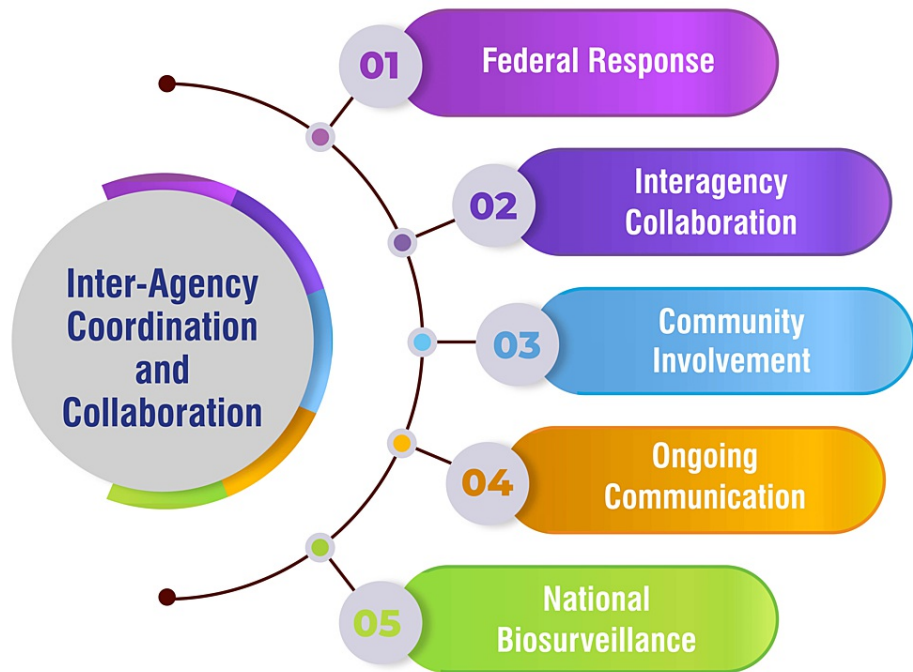 Inter-Agency
Coordination
and
Collaboration
01
Federal Response
02
Interagency
Collaboration
03
Community
Involvement
04
Ongoing
Communication
05
National
Biosurveillance